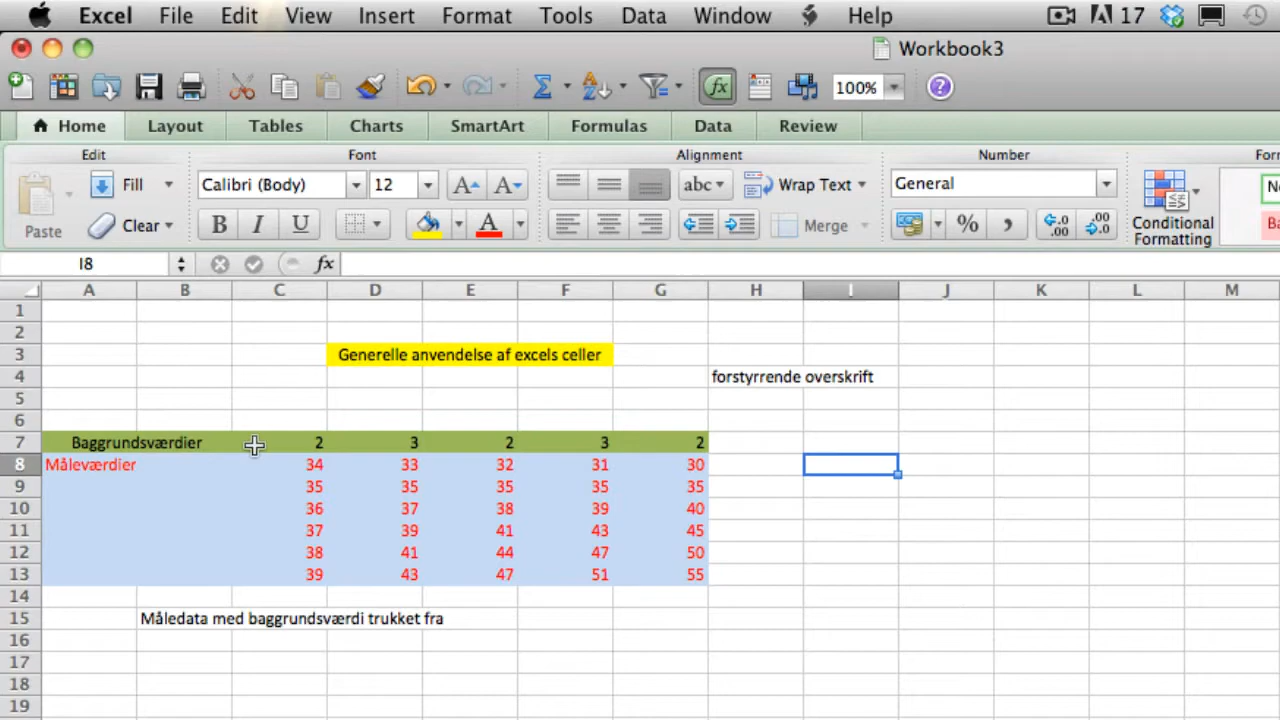 Excel File Edit View Insert Format Tools Data Window Help 17
Workbook3
100%
Home Layout Tables Charts SmartArt Formulas Data Review
Edit Font Alignment Number
Fill Calibri (Body) 12 abc Wrap Text General
Paste Clear B I U A Merge % Conditional Formatting
I8 fx
A B C D E F G H I J K L M
1
2
3 Generelle anvendelse af excels celler
4 forstyrrende overskrift
5
6
7 Baggrundsværdier 2 3 2 3 2
8 Måleværdier 34 33 32 31 30
9 35 35 35 35 35
10 36 37 38 39 40
11 37 39 41 43 45
12 38 41 44 47 50
13 39 43 47 51 55
14
15 Måledata med baggrundsværdi trukket fra
16
17
18
19